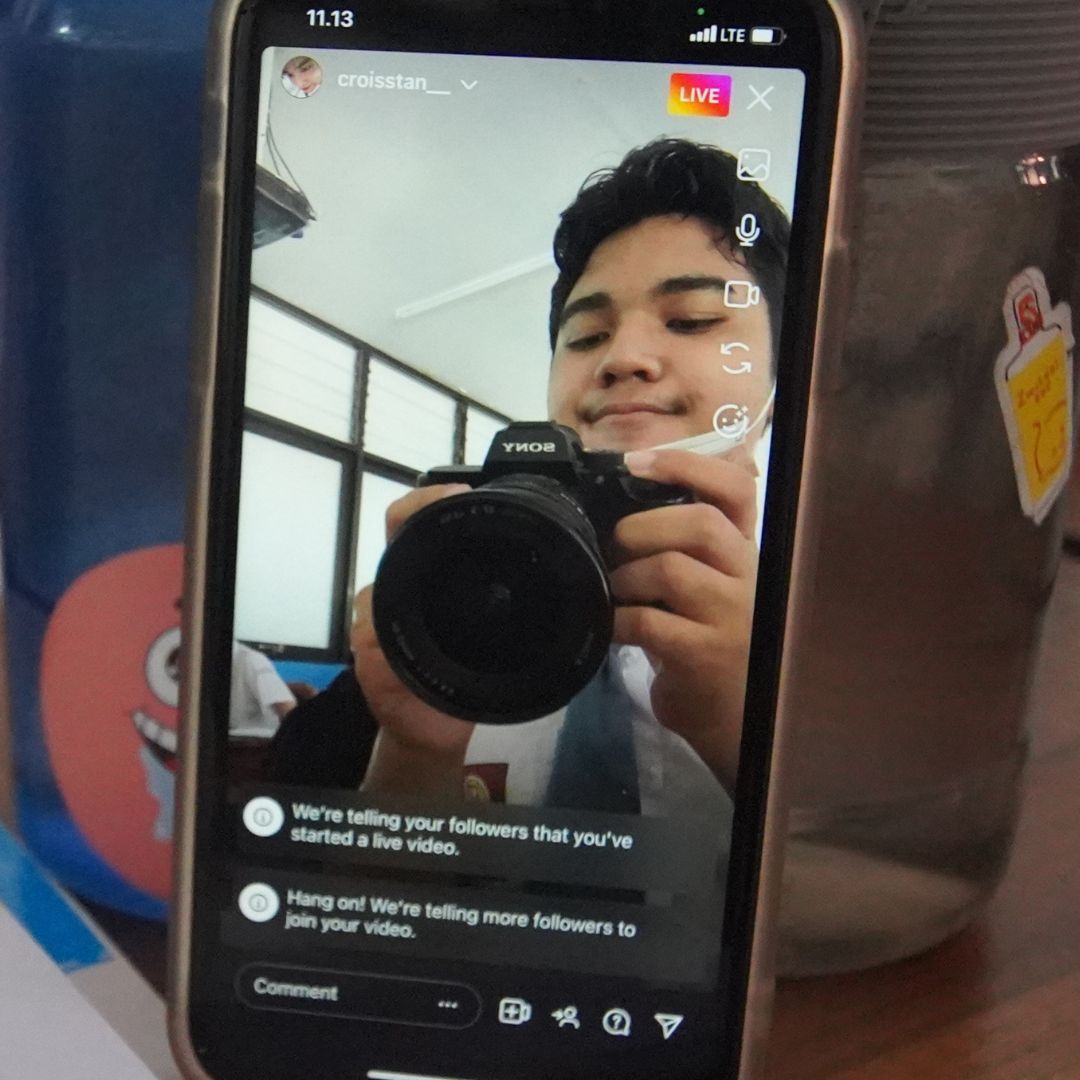 11.13
LTE
croisstan__
LIVE
SONY
We're telling your followers that you've
started a live video.
Hang on! We're telling more followers to
join your video.
Comment